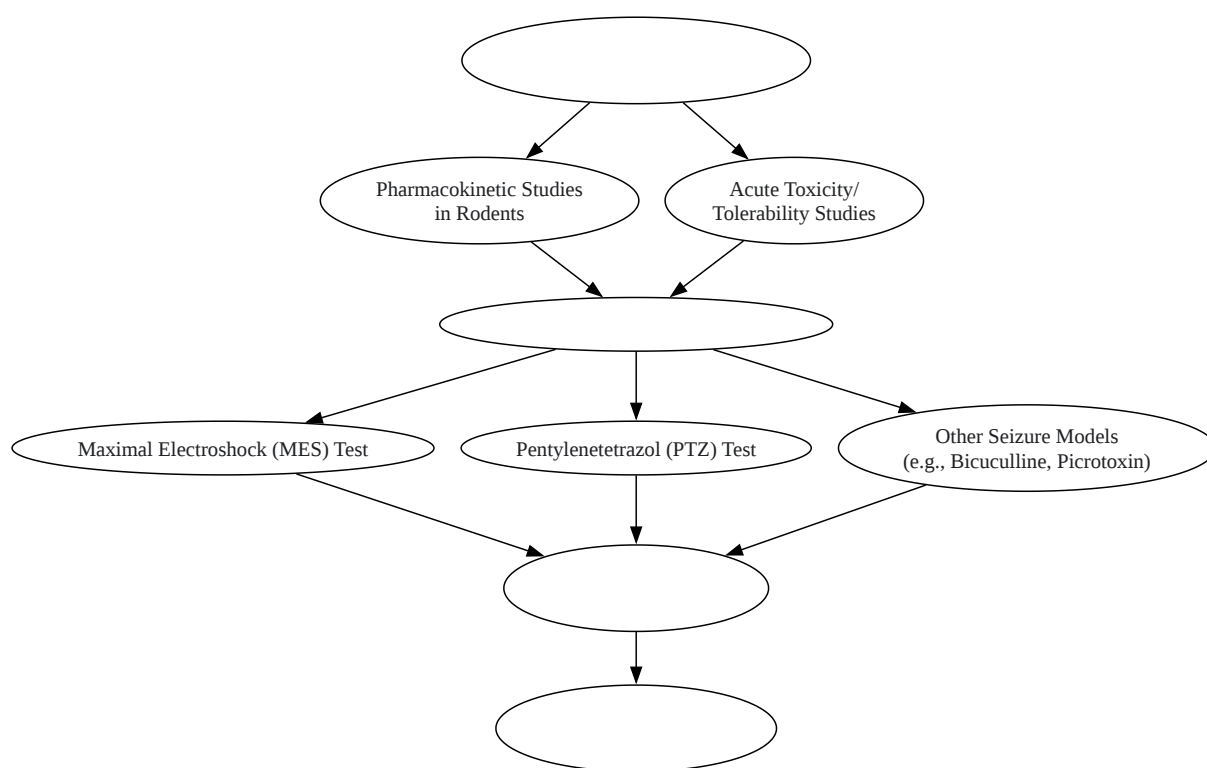 Pharmacokinetic Studies
in Rodents
Acute Toxicity/
Tolerability Studies
Maximal Electroshock (MES) Test
Pentylenetetrazol (PTZ) Test
Other Seizure Models
(e.g., Bicuculline, Picrotoxin)